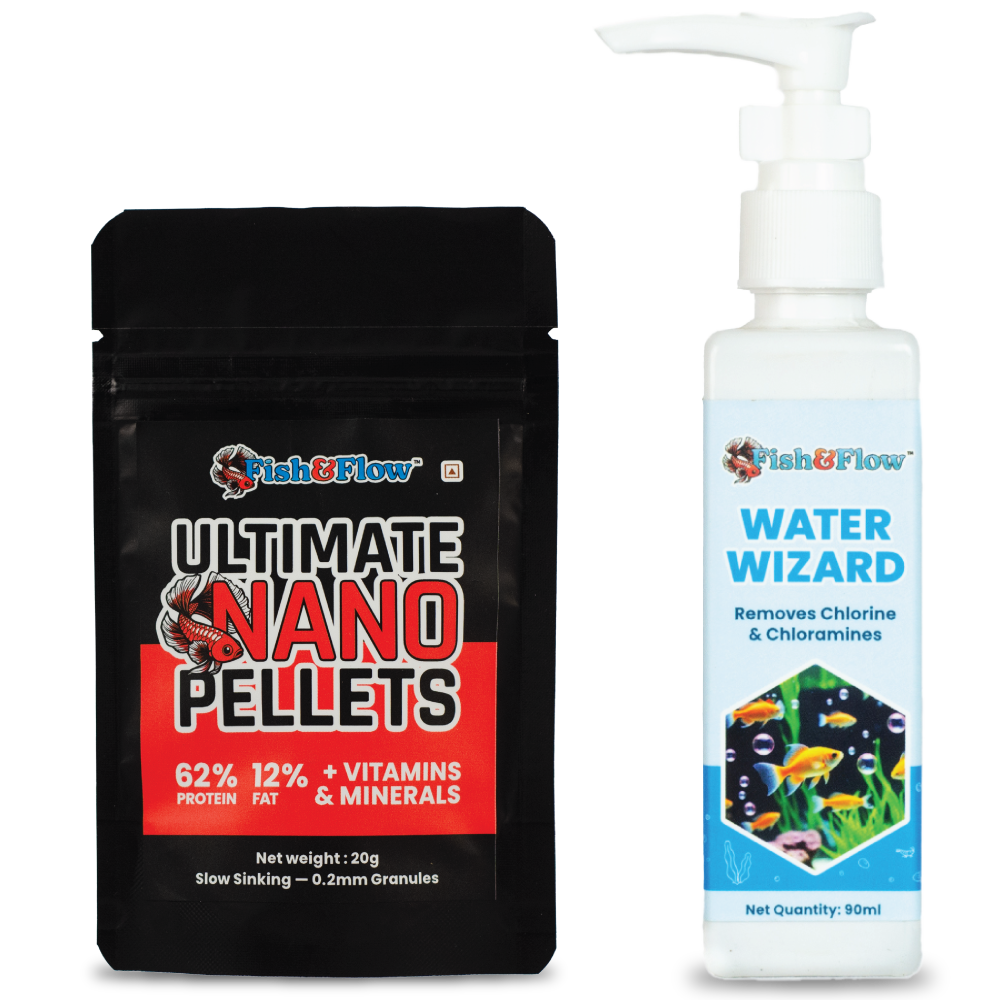 Fish&Flow™
ULTIMATE
NANO
PELLETS
62% 12% + VITAMINS
PROTEIN FAT & MINERALS
Net weight : 20g
Slow Sinking — 0.2mm Granules
Fish&Flow™
WATER
WIZARD
Removes Chlorine
& Chloramines
Net Quantity: 90ml